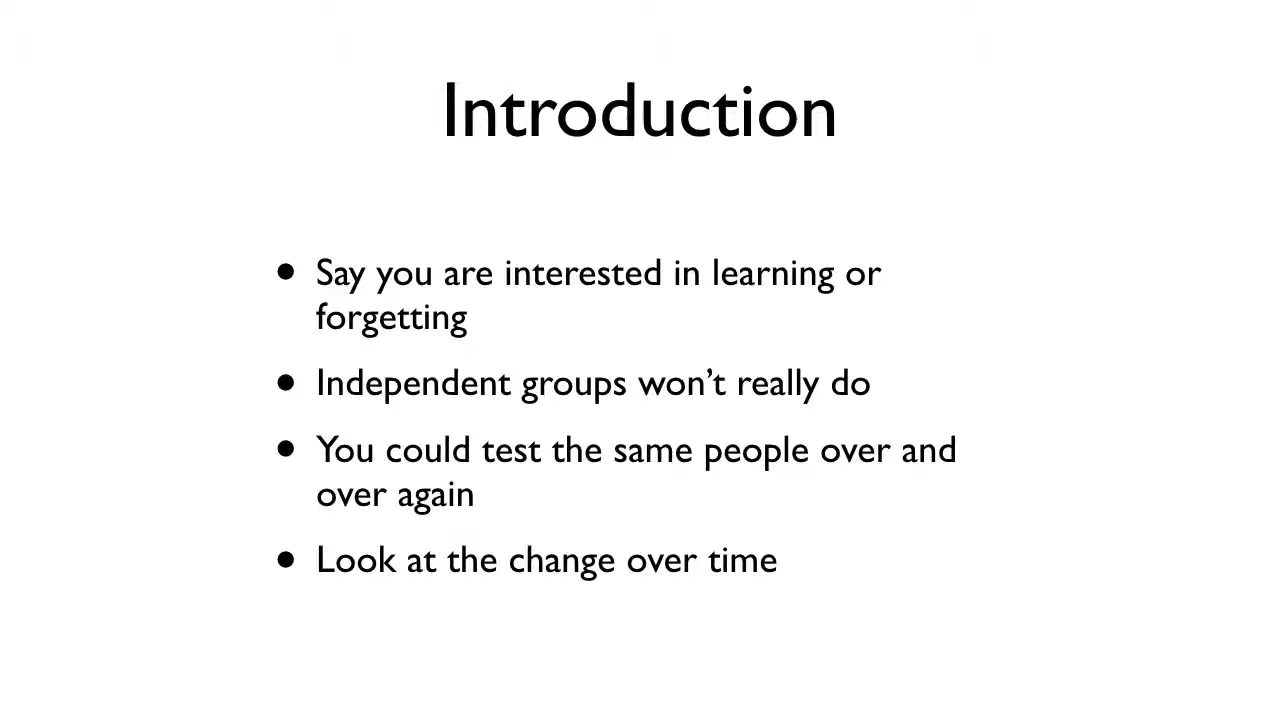 Introduction
• Say you are interested in learning or
forgetting
• Independent groups won’t really do
• You could test the same people over and
over again
• Look at the change over time